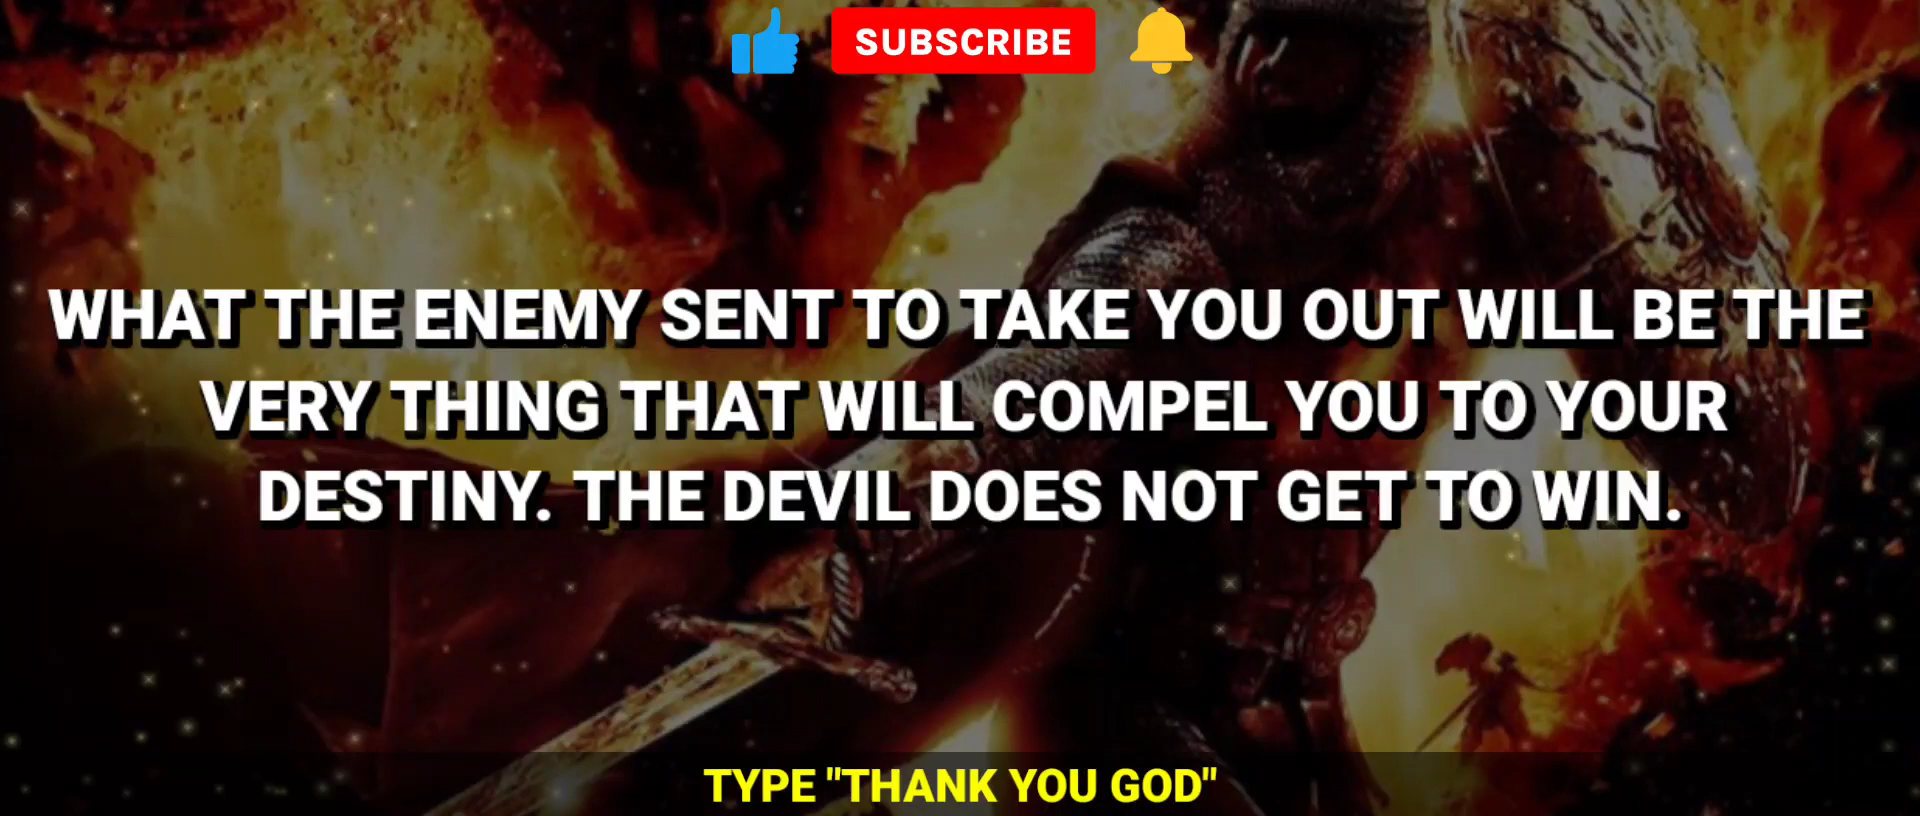 SUBSCRIBE
WHAT THE ENEMY SENT TO TAKE YOU OUT WILL BE THE
VERY THING THAT WILL COMPEL YOU TO YOUR
DESTINY. THE DEVIL DOES NOT GET TO WIN.
TYPE "THANK YOU GOD"